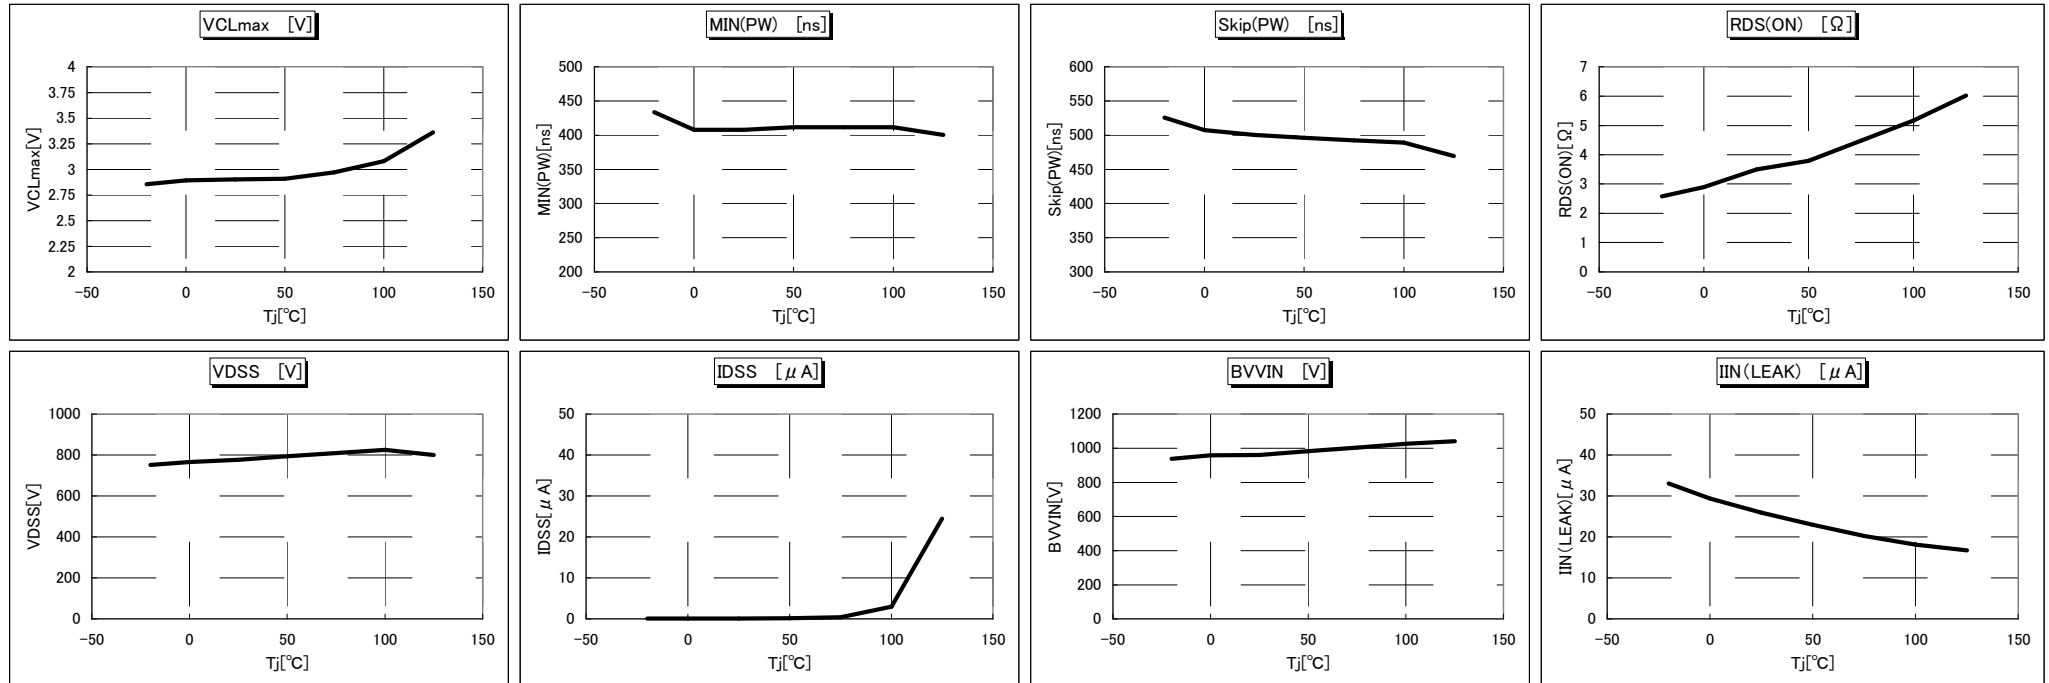 VCLmax [V]
VCLmax[V]
4
3.75
3.5
3.25
3
2.75
2.5
2.25
2
-50 0 50 100 150
Tj[℃]
MIN(PW) [ns]
MIN(PW)[ns]
500
450
400
350
300
250
200
-50 0 50 100 150
Tj[℃]
Skip(PW) [ns]
Skip(PW)[ns]
600
550
500
450
400
350
300
-50 0 50 100 150
Tj[℃]
RDS(ON) [Ω]
RDS(ON)[Ω]
7
6
5
4
3
2
1
0
-50 0 50 100 150
Tj[℃]
VDSS [V]
VDSS[V]
1000
800
600
400
200
0
-50 0 50 100 150
Tj[℃]
IDSS [μA]
IDSS[μA]
50
40
30
20
10
0
-50 0 50 100 150
Tj[℃]
BVVIN [V]
BVVIN[V]
1200
1000
800
600
400
200
0
-50 0 50 100 150
Tj[℃]
IIN(LEAK) [μA]
IIN(LEAK)[μA]
50
40
30
20
10
0
-50 0 50 100 150
Tj[℃]